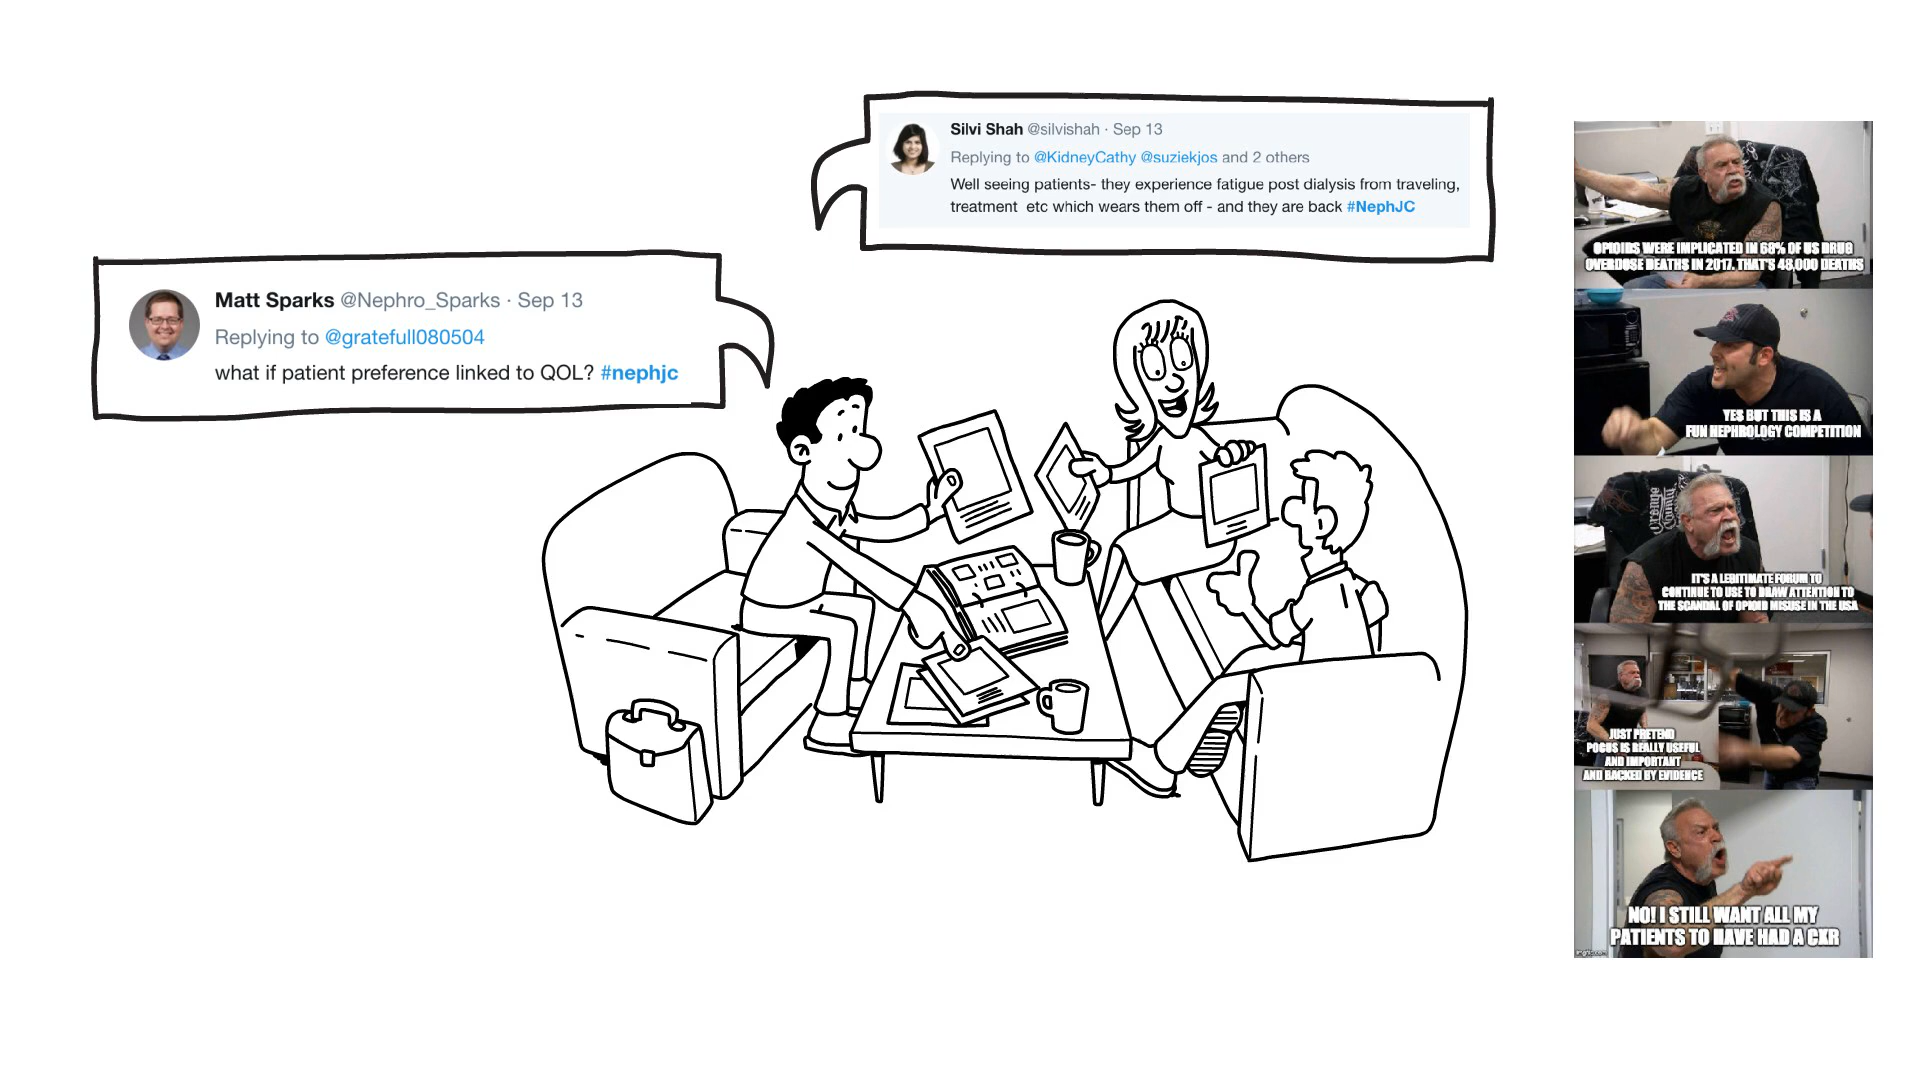 Silvi Shah @silvishah · Sep 13
Replying to @KidneyCathy @suziekjos and 2 others
Well seeing patients- they experience fatigue post dialysis from traveling,
treatment etc which wears them off - and they are back #NephJC
Matt Sparks @Nephro_Sparks · Sep 13
Replying to @gratefull080504
what if patient preference linked to QOL? #nephjc
OPIOIDS WERE IMPLICATED IN 68% OF US DRUG
OVERDOSE DEATHS IN 2017. THAT'S 48,000 DEATHS
YES BUT THIS IS A
FUN NEPHROLOGY COMPETITION
IT'S A LEGITIMATE FORUM TO
CONTINUE TO USE TO DRAW ATTENTION TO
THE SCANDAL OF OPIOID MISUSE IN THE USA
JUST PRETEND
POCUS IS REALLY USEFUL
AND IMPORTANT
AND BACKED BY EVIDENCE
NO! I STILL WANT ALL MY
PATIENTS TO HAVE HAD A CXR